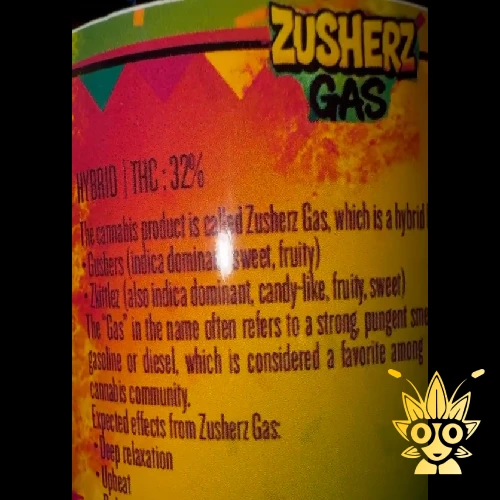 ZUSHERZ
GAS
HYBRID | THC : 32%
The cannabis product is called Zusherz Gas, which is a hybrid
• Gushers (indica dominant, sweet, fruity)
• Zkittlez (also indica dominant, candy-like, fruity, sweet)
The "Gas" in the name often refers to a strong, pungent
gasoline or diesel, which is considered a favorite among
cannabis community.
Expected effects from Zusherz Gas:
• Deep relaxation
• Upbeat